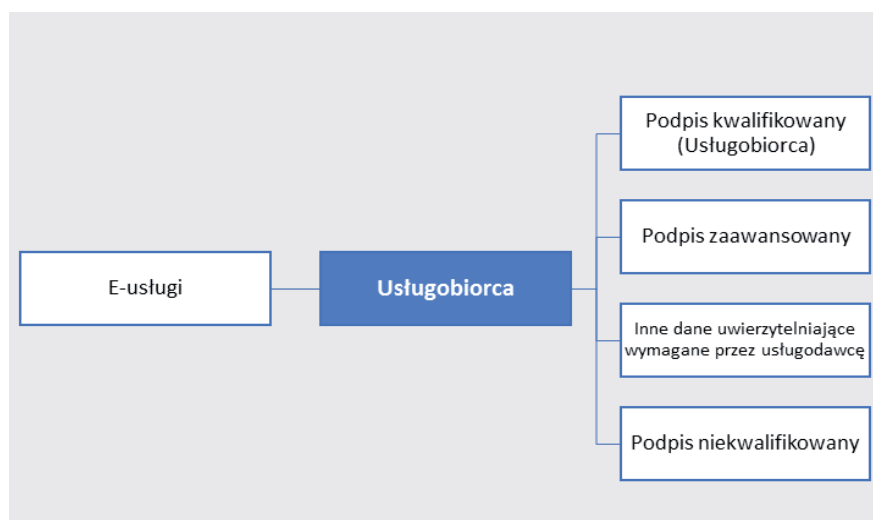 E-usługi
Usługobiorca
Podpis kwalifikowany
(Usługobiorca)
Podpis zaawansowany
Inne dane uwierzytelniające
wymagane przez usługodawcę
Podpis niekwalifikowany